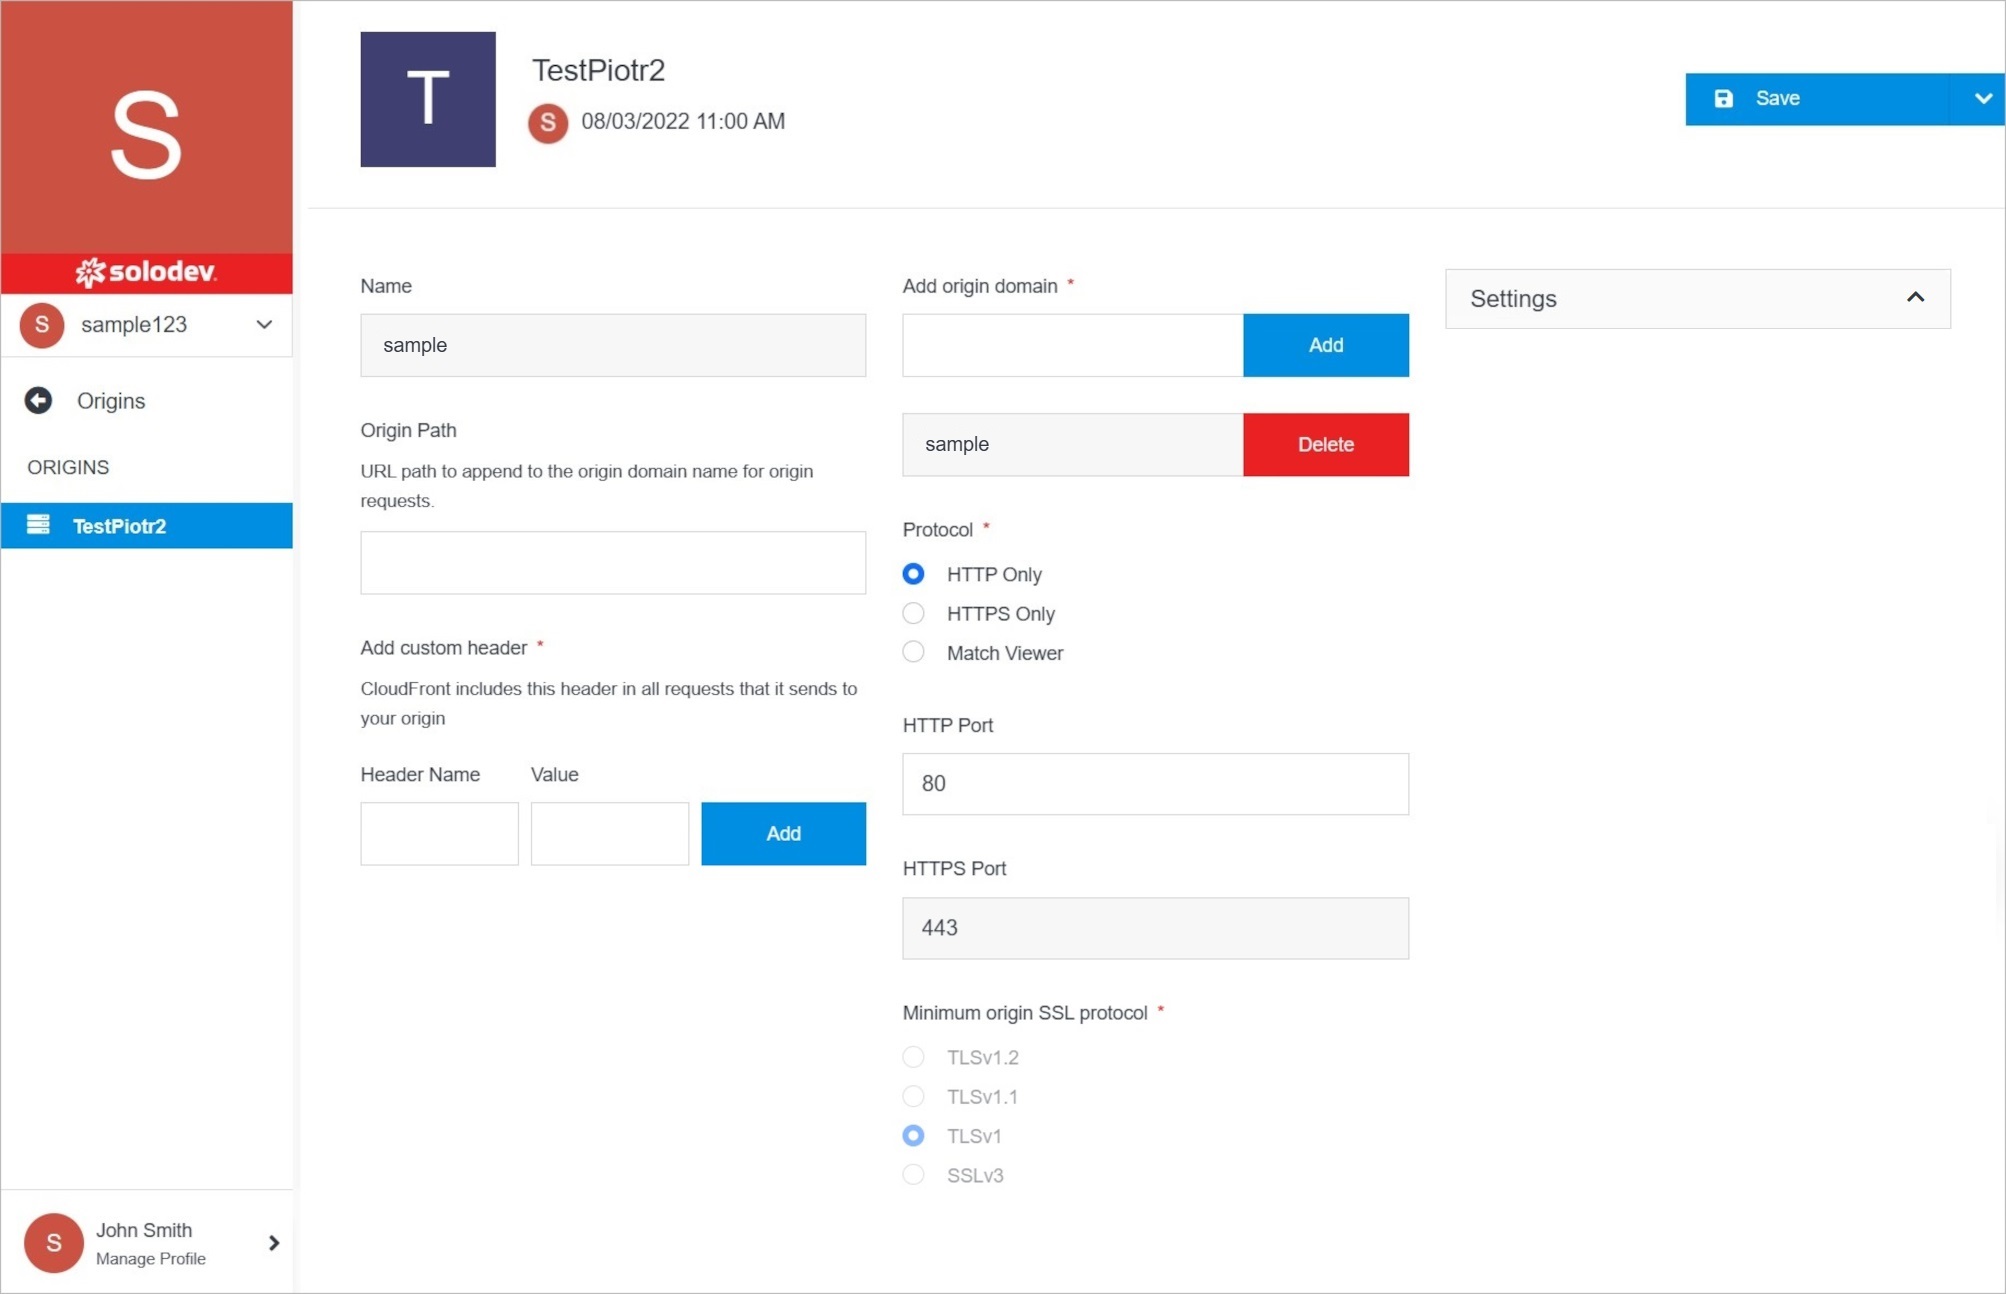 S
solodev
S sample123
Origins
ORIGINS
TestPiotr2
S
John Smith
Manage Profile
T
TestPiotr2
S 08/03/2022 11:00 AM
Save
Name
sample
Origin Path
URL path to append to the origin domain name for origin
requests.
Add custom header *
CloudFront includes this header in all requests that it sends to
your origin
Header Name Value
Add
Add origin domain *
Add
sample Delete
Protocol *
HTTP Only
HTTPS Only
Match Viewer
HTTP Port
80
HTTPS Port
443
Minimum origin SSL protocol *
TLSv1.2
TLSv1.1
TLSv1
SSLv3
Settings